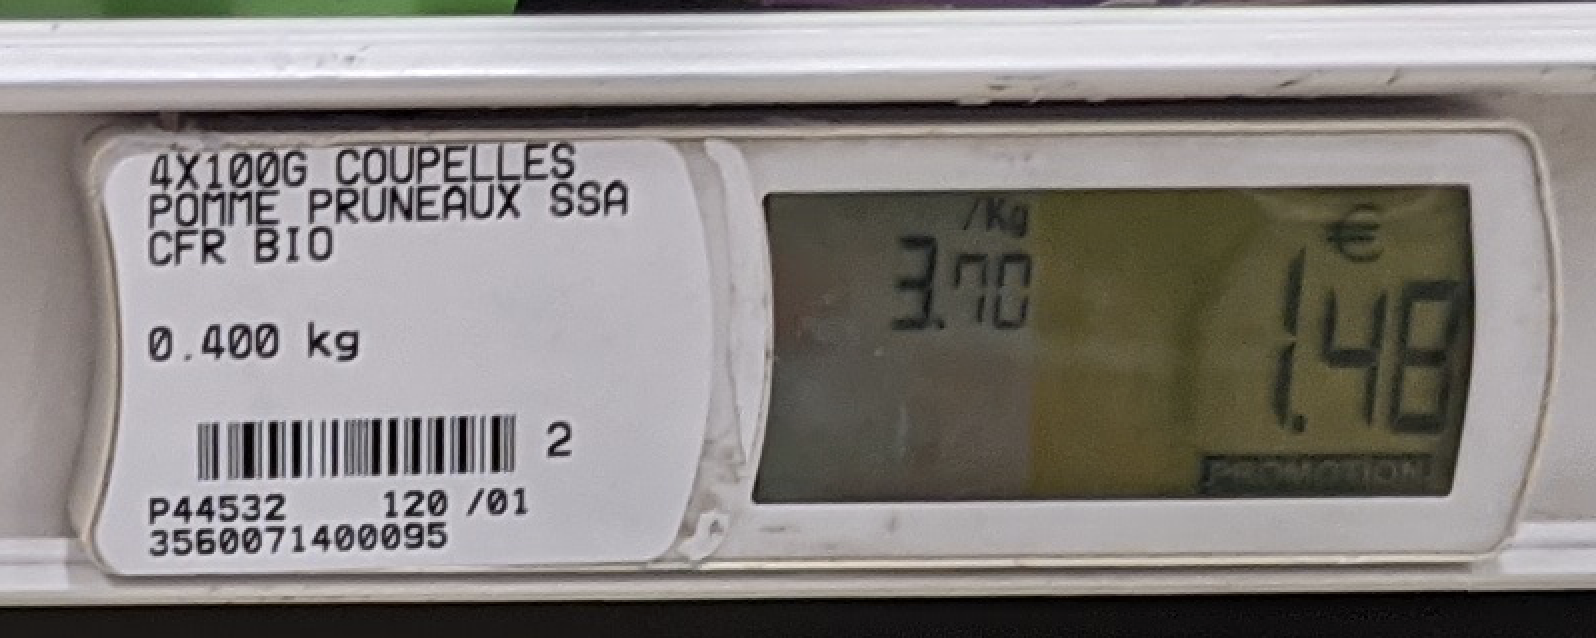 4X100G COUPELLES
POMME PRUNEAUX SSA
CFR BIO
0.400 kg
2
P44532 120 /01
3560071400095
/Kg
3.70
€
1.48
PROMOTION